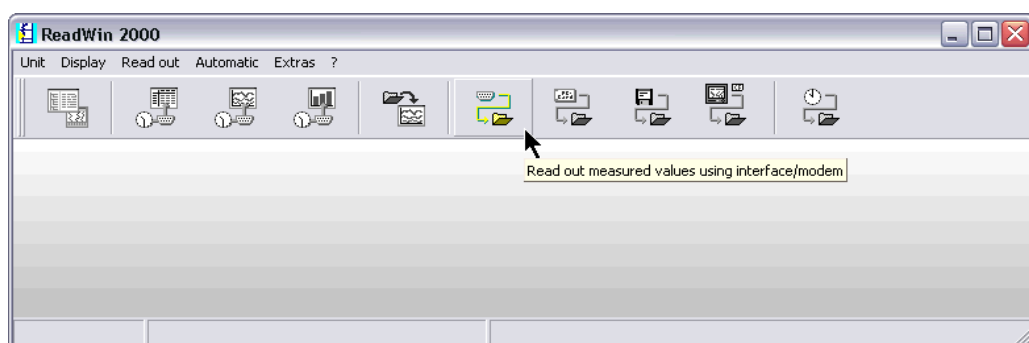 ReadWin 2000
Unit Display Read out Automatic Extras ?
Read out measured values using interface/modem